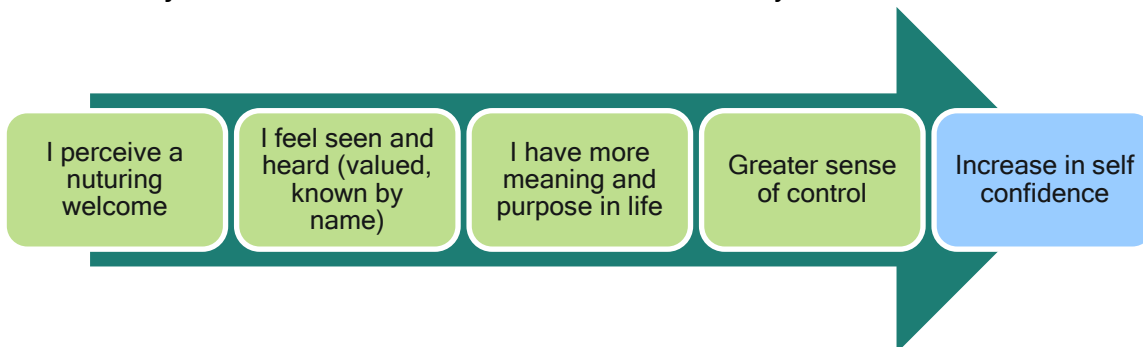 I perceive a
nuturing
welcome
I feel seen and
heard (valued,
known by
name)
I have more
meaning and
purpose in life
Greater sense
of control
Increase in self
confidence